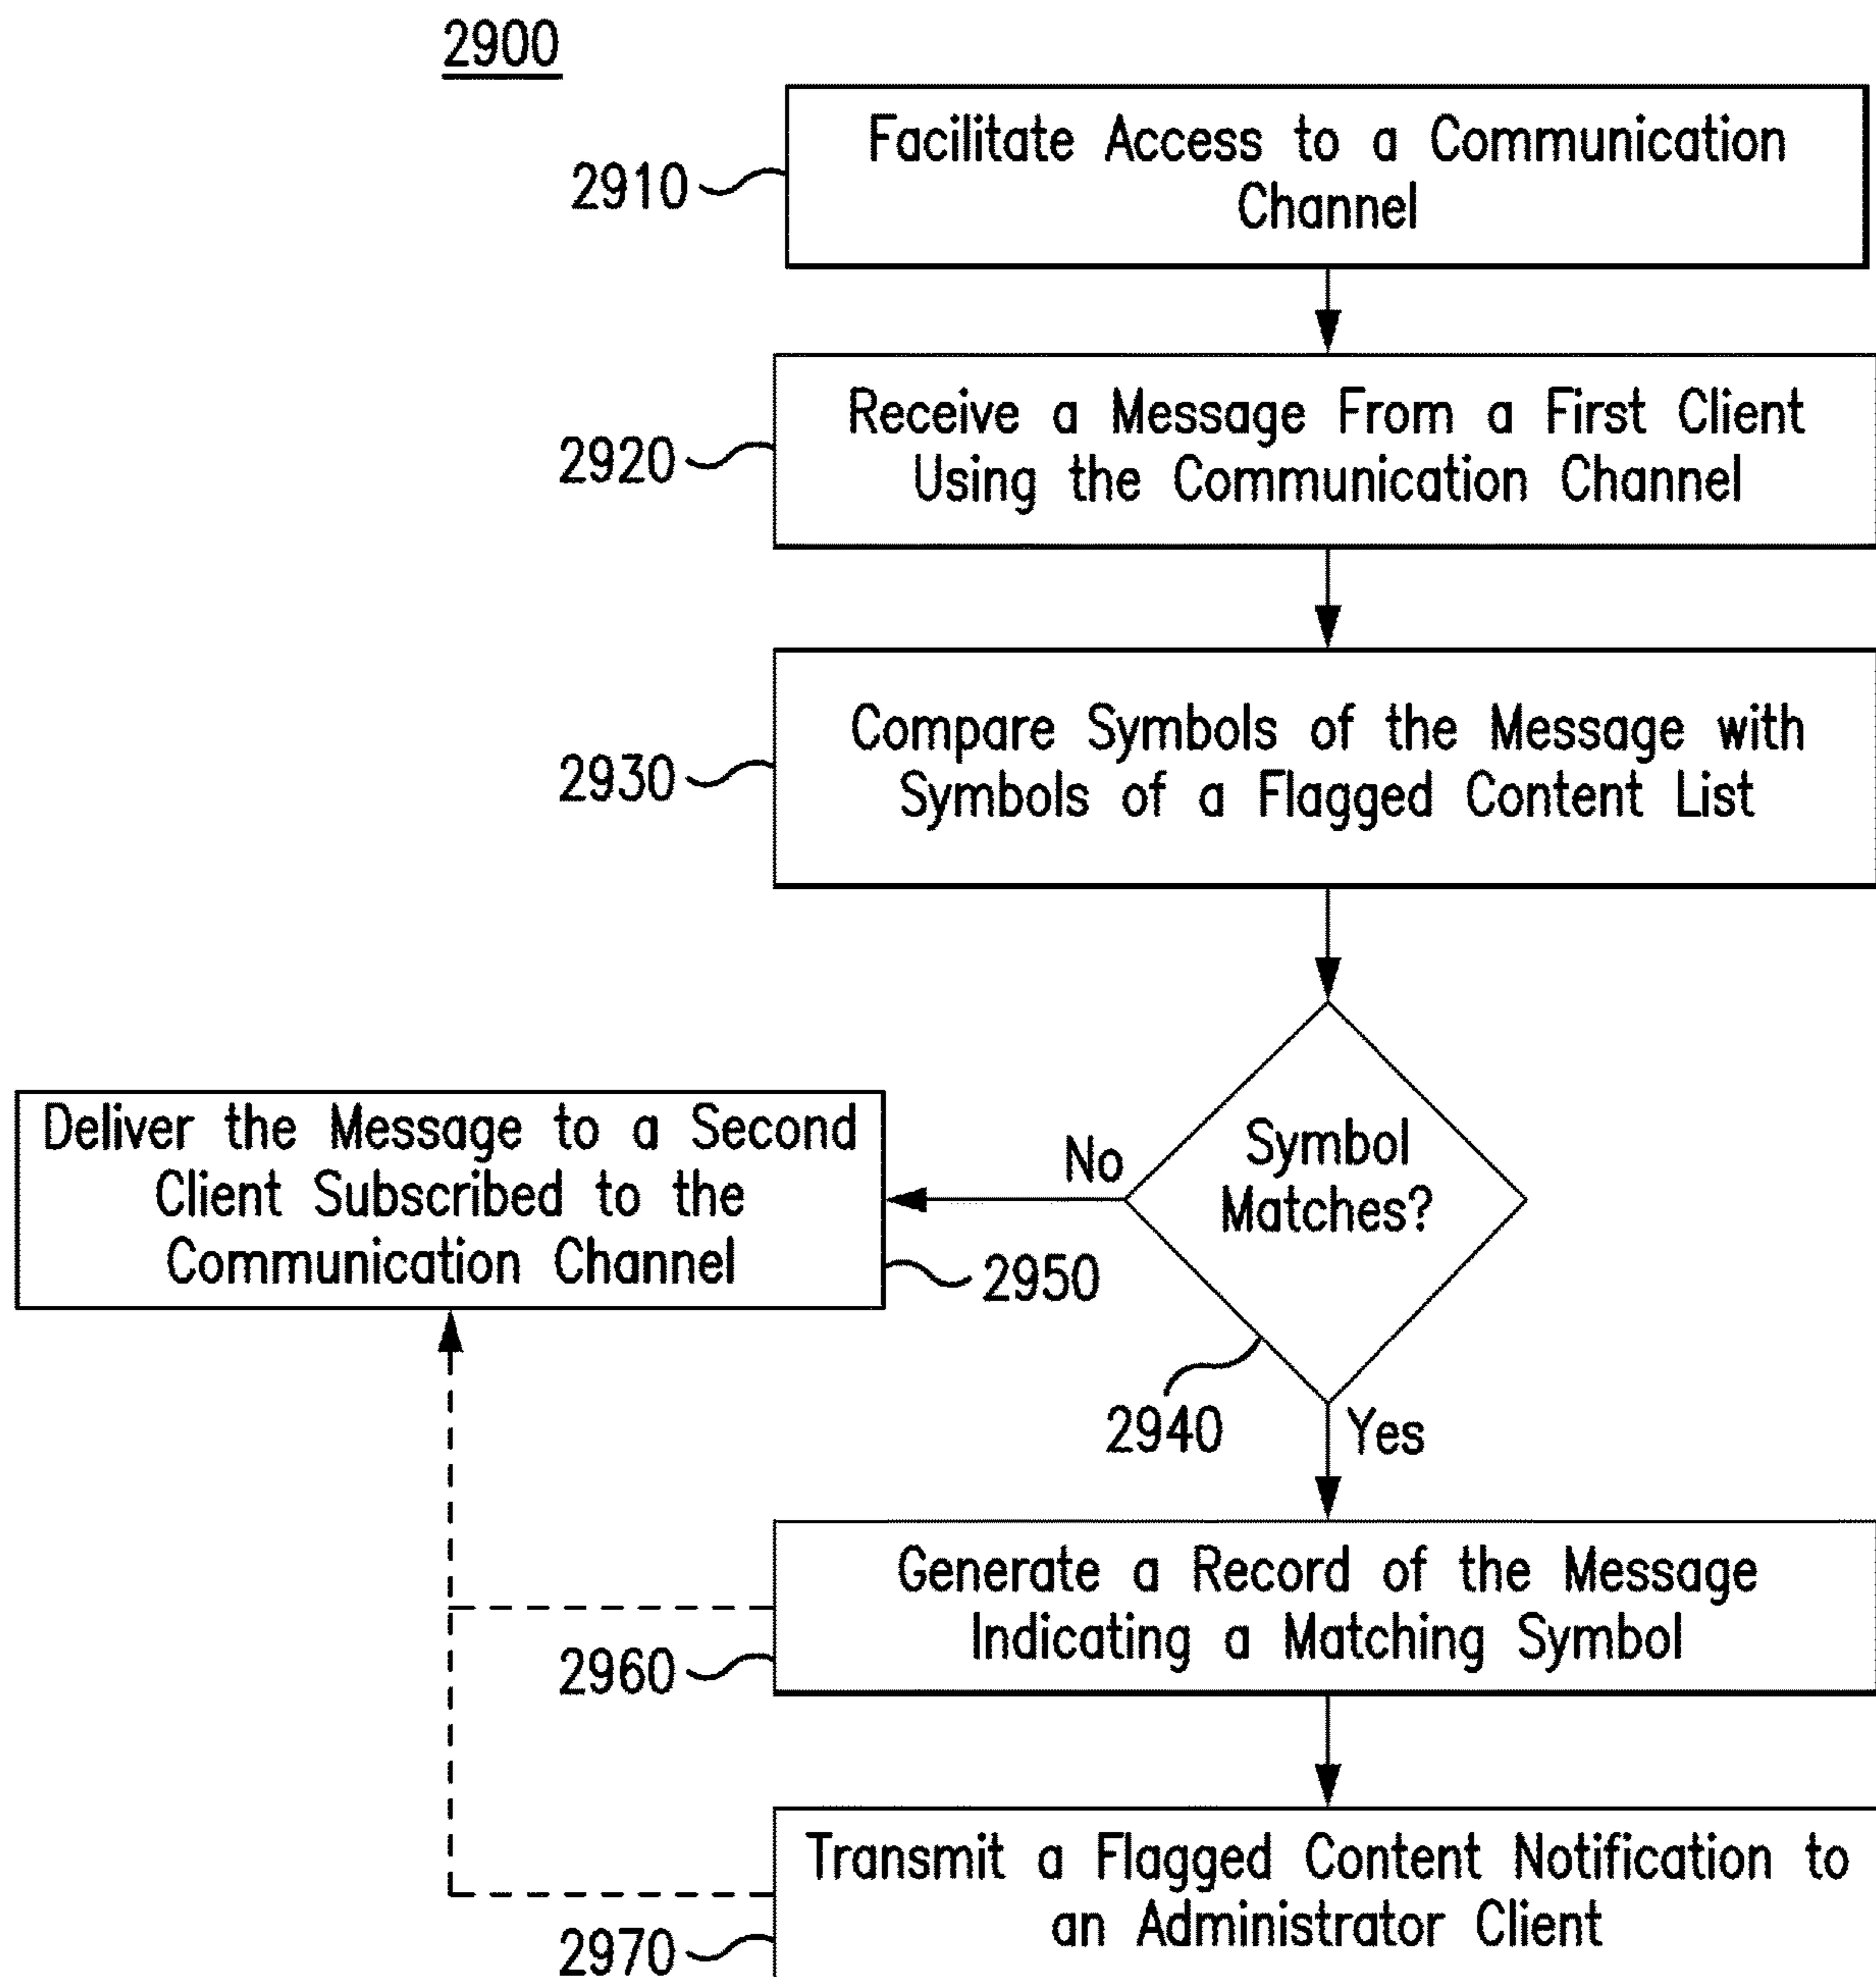 2900
Facilitate Access to a Communication
Channel
2910
Receive a Message From a First Client
Using the Communication Channel
2920
Compare Symbols of the Message with
Symbols of a Flagged Content List
2930
Symbol
Matches?
2940
No
Deliver the Message to a Second
Client Subscribed to the
Communication Channel
2950
Yes
Generate a Record of the Message
Indicating a Matching Symbol
2960
Transmit a Flagged Content Notification to
an Administrator Client
2970